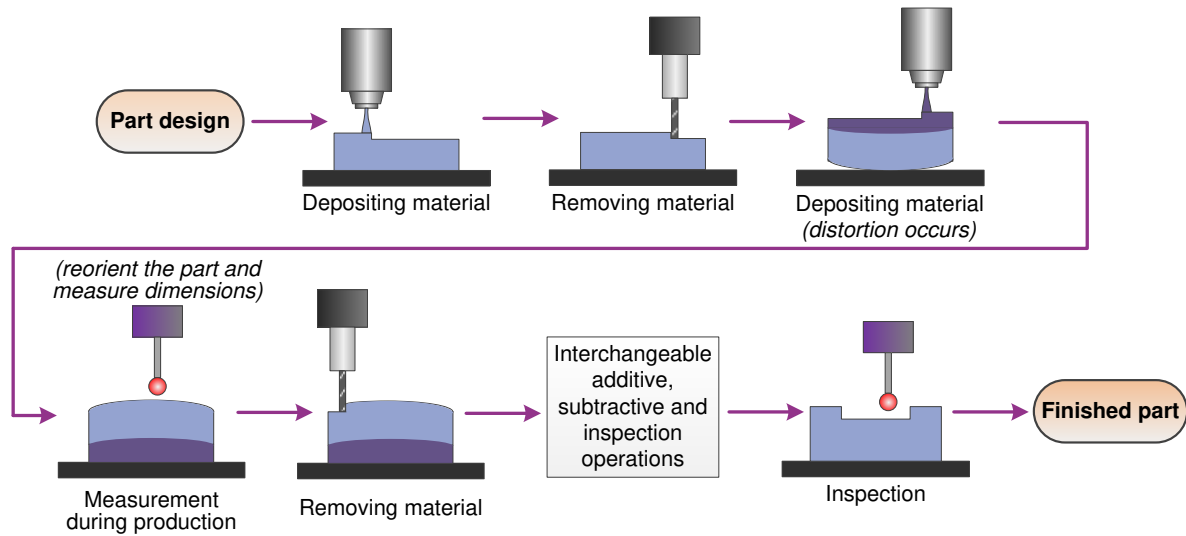 Part design
Depositing material
Removing material
Depositing material
(distortion occurs)
(reorient the part and
measure dimensions)
Measurement
during production
Removing material
Interchangeable
additive,
subtractive and
inspection
operations
Inspection
Finished part